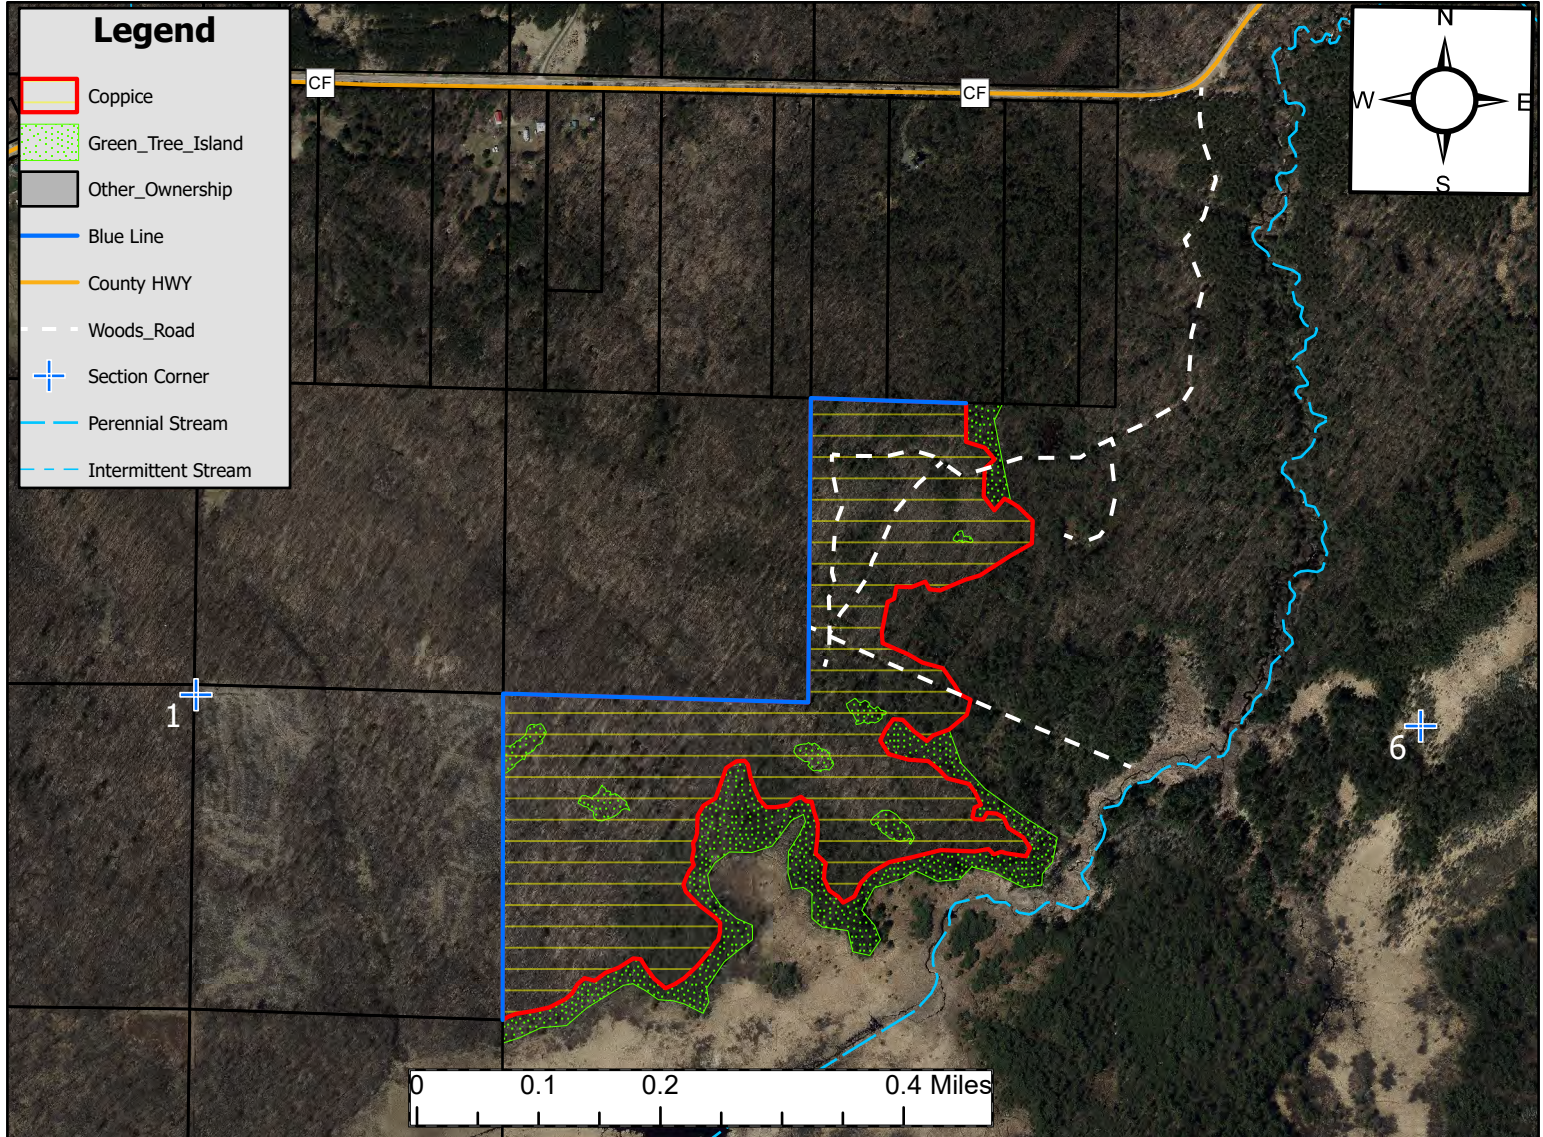 Legend
Coppice
Green_Tree_Island
Other_Ownership
Blue Line
County HWY
Woods_Road
Section Corner
Perennial Stream
Intermittent Stream
CF
CF
N
W E
S
1
6
0 0.1 0.2 0.4 Miles